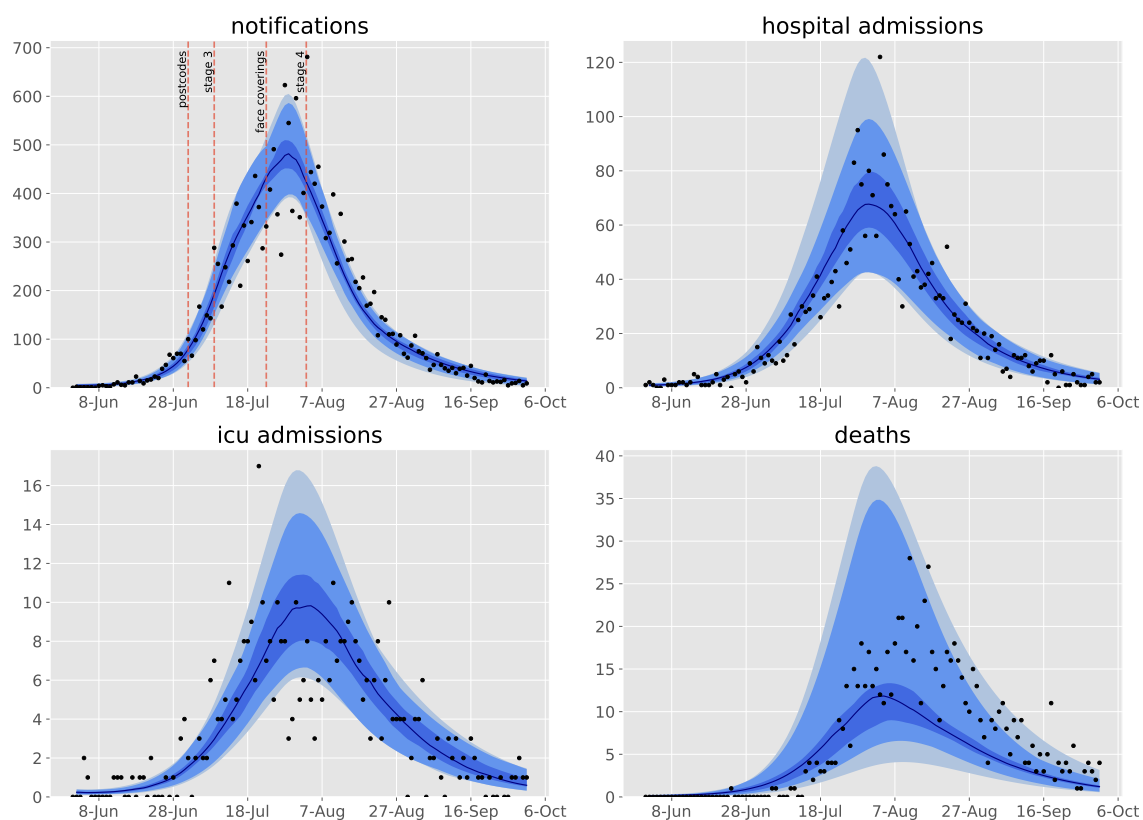 notifications
700
600
500
400
300
200
100
0
postcodes
stage 3
face coverings
stage 4
8-Jun
28-Jun
18-Jul
7-Aug
27-Aug
16-Sep
6-Oct
hospital admissions
120
100
80
60
40
20
0
8-Jun
28-Jun
18-Jul
7-Aug
27-Aug
16-Sep
6-Oct
icu admissions
16
14
12
10
8
6
4
2
0
8-Jun
28-Jun
18-Jul
7-Aug
27-Aug
16-Sep
6-Oct
deaths
40
35
30
25
20
15
10
5
0
8-Jun
28-Jun
18-Jul
7-Aug
27-Aug
16-Sep
6-Oct